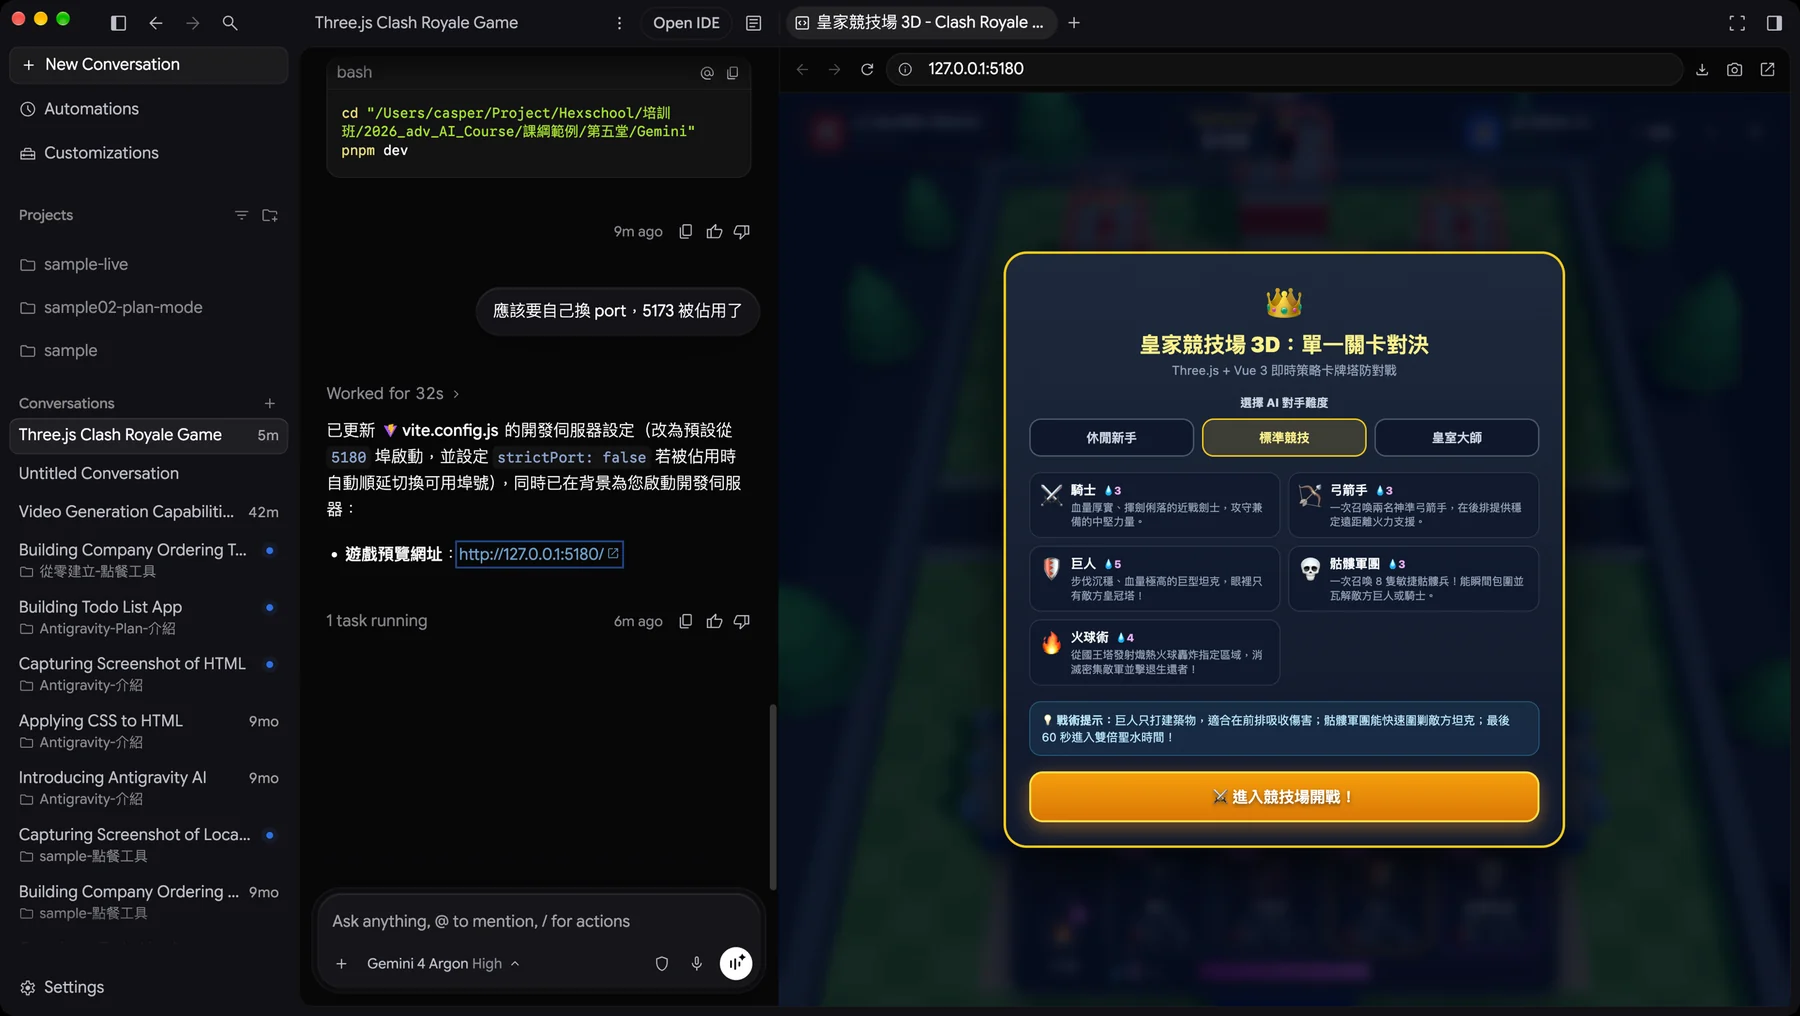 Three.js Clash Royale Game
Open IDE
皇家競技場 3D - Clash Royale ...
New Conversation
Automations
Customizations
Projects
sample-live
sample02-plan-mode
sample
Conversations
Three.js Clash Royale Game 5m
Untitled Conversation
Video Generation Capabiliti... 42m
Building Company Ordering T...
從零建立-點餐工具
Building Todo List App
Antigravity-Plan-介紹
Capturing Screenshot of HTML
Antigravity-介紹
Applying CSS to HTML 9mo
Antigravity-介紹
Introducing Antigravity AI 9mo
Antigravity-介紹
Capturing Screenshot of Loca...
sample-點餐工具
Building Company Ordering ... 9mo
sample-點餐工具
Settings
bash
cd "/Users/casper/Project/Hexschool/培訓
班/2026_adv_AI_Course/課綱範例/第五堂/Gemini"
pnpm dev
9m ago
應該要自己換 port，5173 被佔用了
Worked for 32s
已更新 vite.config.js 的開發伺服器設定（改為預設從
5180 埠啟動，並設定 strictPort: false 若被佔用時
自動順延切換可用埠號），同時已在背景為您啟動開發伺服
器：
• 遊戲預覽網址：http://127.0.0.1:5180/
1 task running 6m ago
Ask anything, @ to mention, / for actions
Gemini 4 Argon High
127.0.0.1:5180
皇家競技場 3D：單一關卡對決
Three.js + Vue 3 即時策略卡牌塔防對戰
選擇 AI 對手難度
休閒新手 標準競技 皇室大師
騎士 3
血量厚實、揮劍俐落的近戰劍士，攻守兼
備的中堅力量。
弓箭手 3
一次召喚兩名神準弓箭手，在後排提供穩
定遠距離火力支援。
巨人 5
步伐沉穩、血量極高的巨型坦克，眼裡只
有敵方皇冠塔！
骷髏軍團 3
一次召喚 8 隻敏捷骷髏兵！能瞬間包圍並
瓦解敵方巨人或騎士。
火球術 4
從國王塔發射熾熱火球轟炸指定區域，消
滅密集敵軍並擊退生還者！
戰術提示：巨人只打建築物，適合在前排吸收傷害；骷髏軍團能快速圍剿敵方坦克；最後
60 秒進入雙倍聖水時間！
進入競技場開戰！